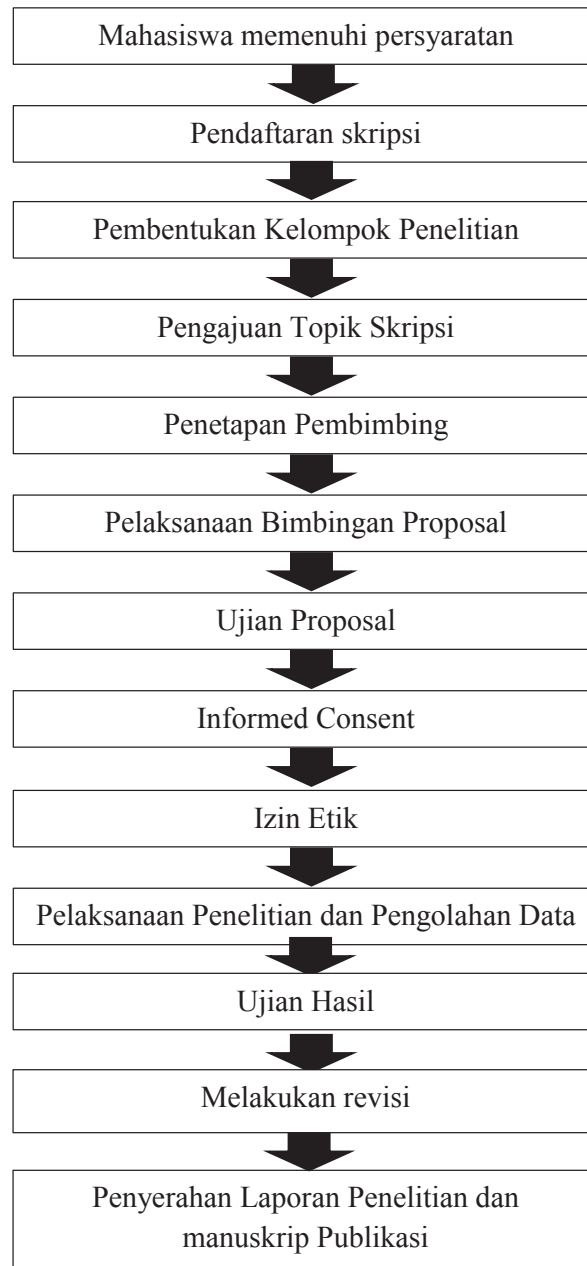 Mahasiswa memenuhi persyaratan
Pendaftaran skripsi
Pembentukan Kelompok Penelitian
Pengajuan Topik Skripsi
Penetapan Pembimbing
Pelaksanaan Bimbingan Proposal
Ujian Proposal
Informed Consent
Izin Etik
Pelaksanaan Penelitian dan Pengolahan Data
Ujian Hasil
Melakukan revisi
Penyerahan Laporan Penelitian dan
manuskrip Publikasi